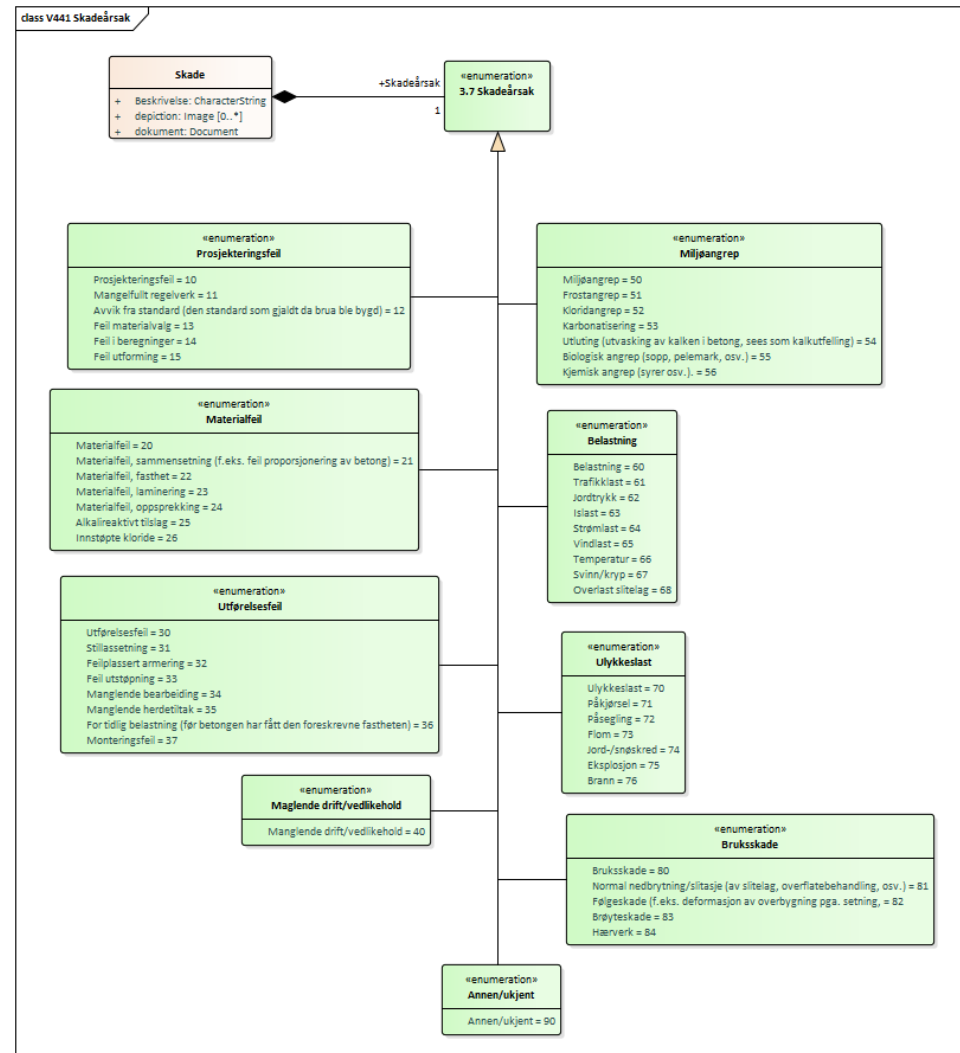 class V441 Skadeårsak
Skade
+ Beskrivelse: CharacterString
+ depiction: Image [0..*]
+ dokument: Document
+Skadeårsak
1
«enumeration»
3.7 Skadeårsak
«enumeration»
Prosjekteringsfeil
Prosjekteringsfeil = 10
Mangelfullt regelverk = 11
Avvik fra standard (den standard som gjaldt da brua ble bygd) = 12
Feil materialvalg = 13
Feil i beregninger = 14
Feil utforming = 15
«enumeration»
Miljøangrep
Miljøangrep = 50
Frostangrep = 51
Kloridangrep = 52
Karbonatisering = 53
Utluting (utvasking av kalken i betong, sees som kalkutfelling) = 54
Biologisk angrep (sopp, pelemark, osv.) = 55
Kjemisk angrep (syrer osv.). = 56
«enumeration»
Materialfeil
Materialfeil = 20
Materialfeil, sammensetning (f.eks. feil proporsjonering av betong) = 21
Materialfeil, fasthet = 22
Materialfeil, laminering = 23
Materialfeil, oppsprekking = 24
Alkalireaktivt tilslag = 25
Innstøpte kloride = 26
«enumeration»
Belastning
Belastning = 60
Trafikklast = 61
Jordtrykk = 62
Islast = 63
Strømlast = 64
Vindlast = 65
Temperatur = 66
Svinn/kryp = 67
Overlast slitelag = 68
«enumeration»
Utførelsesfeil
Utførelsesfeil = 30
Stillassetning = 31
Feilplassert armering = 32
Feil utstøpning = 33
Manglende bearbeiding = 34
Manglende herdetiltak = 35
For tidlig belastning (før betongen har fått den foreskrevne fastheten) = 36
Monteringsfeil = 37
«enumeration»
Ulykkeslast
Ulykkeslast = 70
Påkjørsel = 71
Påsegling = 72
Flom = 73
Jord-/snøskred = 74
Eksplosjon = 75
Brann = 76
«enumeration»
Maglende drift/vedlikehold
Manglende drift/vedlikehold = 40
«enumeration»
Bruksskade
Bruksskade = 80
Normal nedbrytning/slitasje (av slitelag, overflatebehandling, osv.) = 81
Følgeskade (f.eks. deformasjon av overbygning pga. setning, = 82
Brøyteskade = 83
Hærverk = 84
«enumeration»
Annen/ukjent
Annen/ukjent = 90